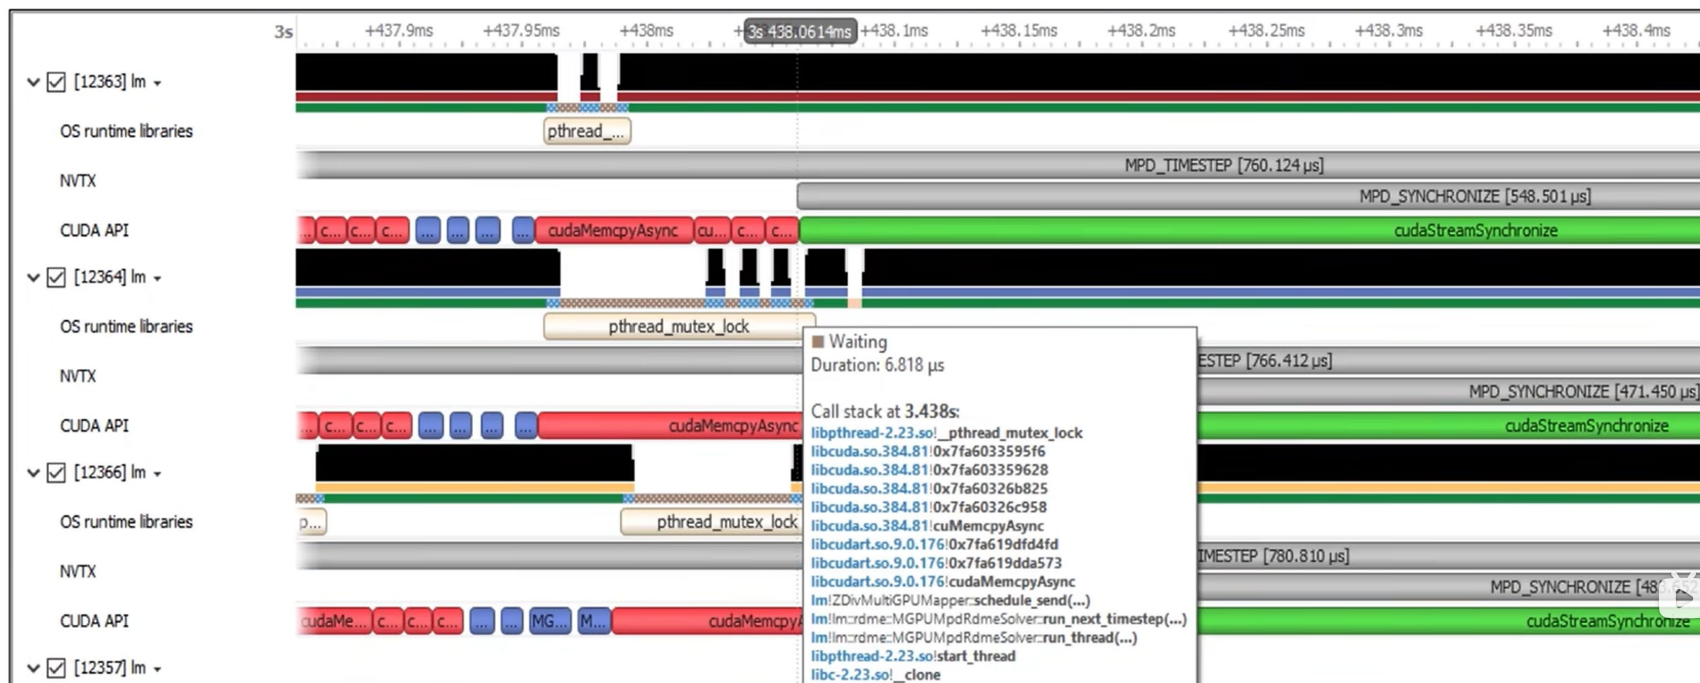 3s +437.9ms +437.95ms +438ms 3s 438.0614ms +438.1ms +438.15ms +438.2ms +438.25ms +438.3ms +438.35ms +438.4ms
[12363] lm
OS runtime libraries pthread_...
NVTX MPD_TIMESTEP [760.124 µs]
MPD_SYNCHRONIZE [548.501 µs]
CUDA API ... c... c... c... ... ... ... ... cudaMemcpyAsync cu... c... c... cudaStreamSynchronize
[12364] lm
OS runtime libraries pthread_mutex_lock
NVTX ESTEP [766.412 µs]
MPD_SYNCHRONIZE [471.450 µs]
CUDA API ... c... c... c... ... ... ... ... cudaMemcpyAsync cudaStreamSynchronize
[12366] lm
OS runtime libraries p... pthread_mutex_lock
NVTX IMESTEP [780.810 µs]
MPD_SYNCHRONIZE
CUDA API cudaMe... c... c... c... ... ... MG... M... cudaMemcpyA cudaStreamSynchronize
[12357] lm
Waiting
Duration: 6.818 µs
Call stack at 3.438s:
libpthread-2.23.so!__pthread_mutex_lock
libcuda.so.384.81!0x7fa6033595f6
libcuda.so.384.81!0x7fa603359628
libcuda.so.384.81!0x7fa60326b825
libcuda.so.384.81!0x7fa60326c958
libcuda.so.384.81!cuMemcpyAsync
libcudart.so.9.0.176!0x7fa619dfd4fd
libcudart.so.9.0.176!0x7fa619dda573
libcudart.so.9.0.176!cudaMemcpyAsync
lm!ZDivMultiGPUMapper::schedule_send(...)
lm!lm::rdme::MGPUMpdRdmeSolver::run_next_timestep(...)
lm!lm::rdme::MGPUMpdRdmeSolver::run_thread(...)
libpthread-2.23.so!start_thread
libc-2.23.so!__clone